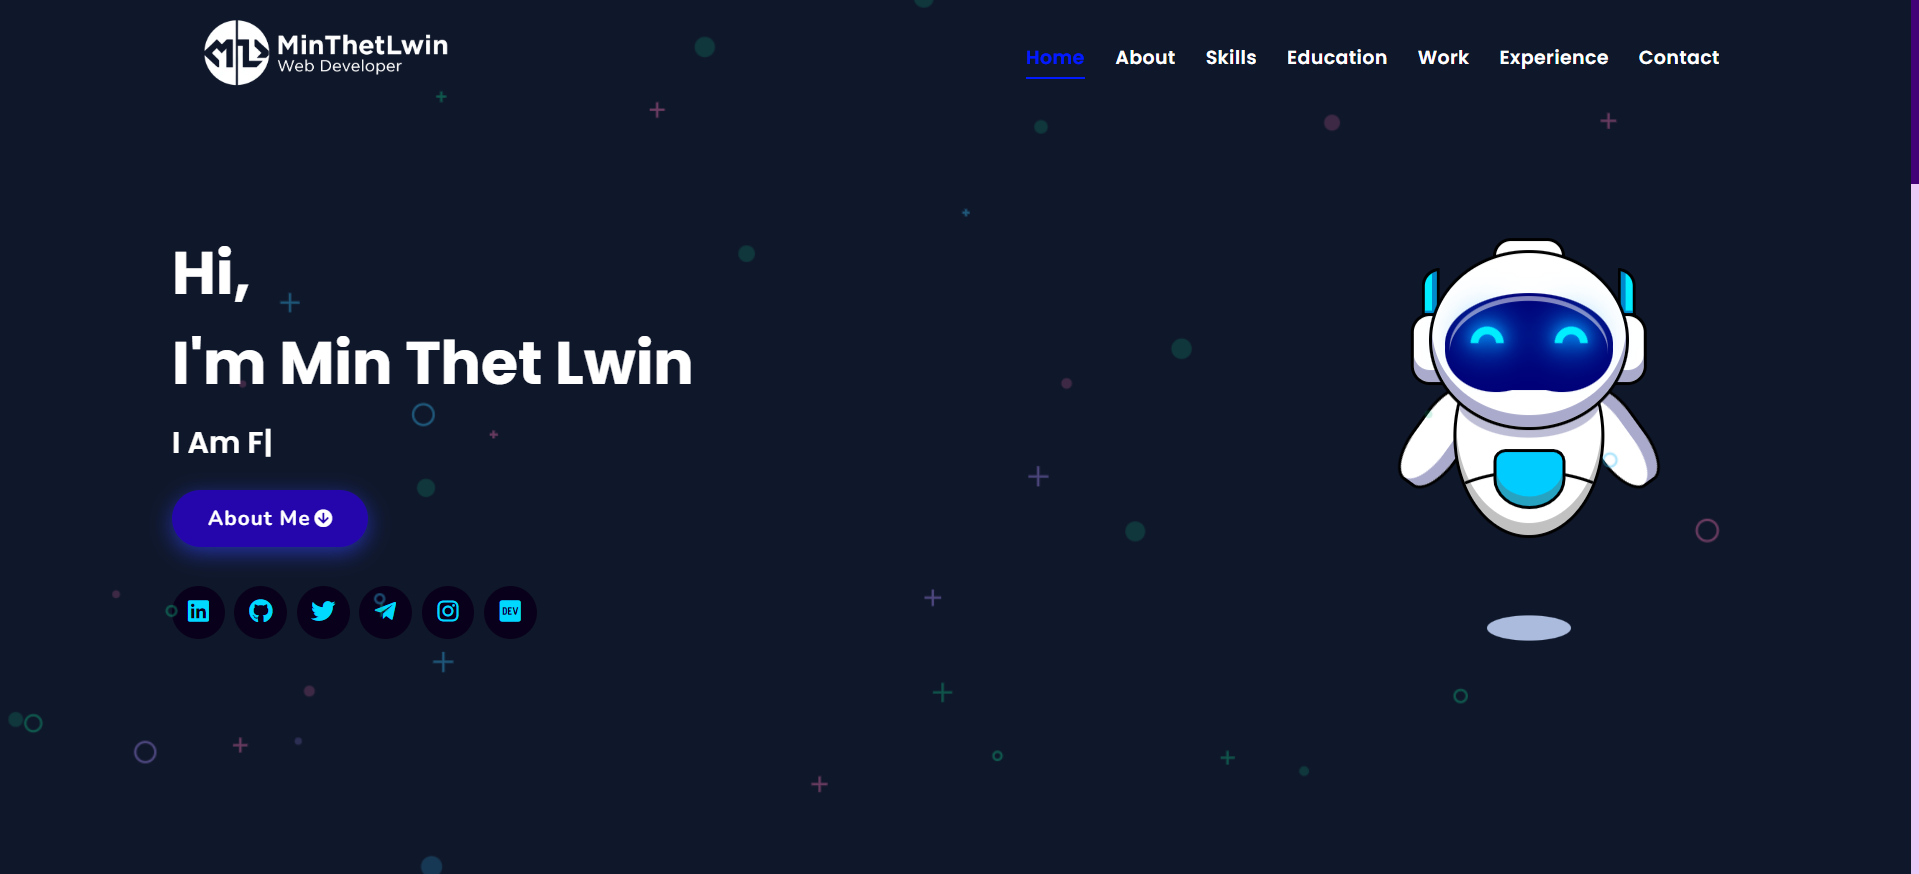 MinThetLwin
Web Developer
Home About Skills Education Work Experience Contact
Hi,
I'm Min Thet Lwin
I Am F|
About Me
DEV